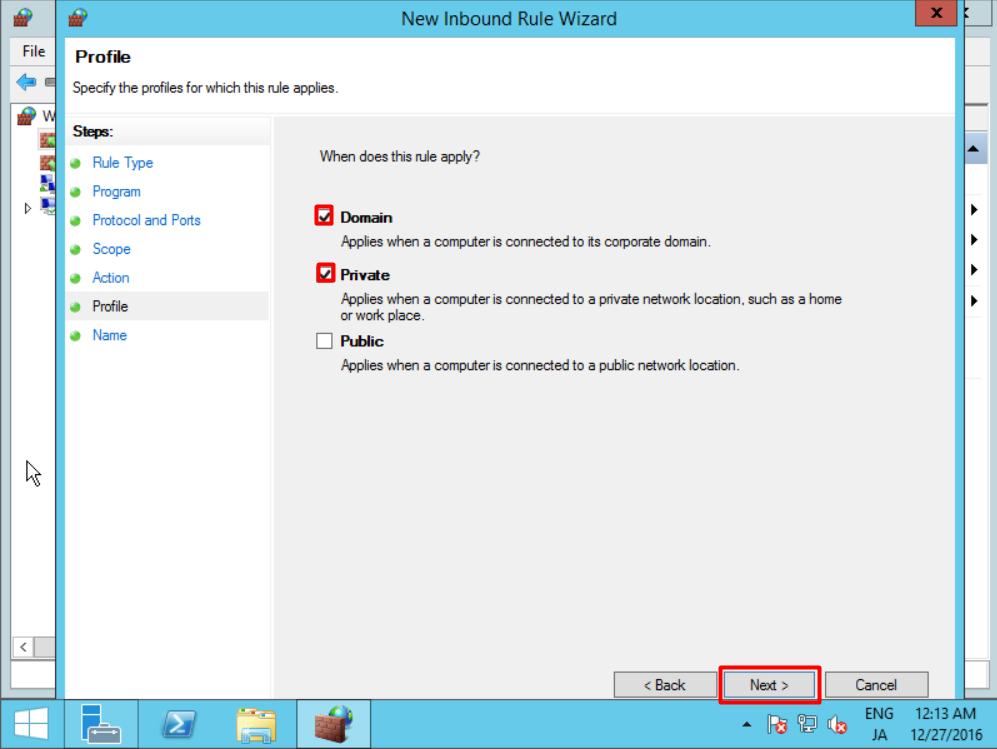 New Inbound Rule Wizard
File
Profile
Specify the profiles for which this rule applies.
W
Steps:
Rule Type
Program
Protocol and Ports
Scope
Action
Profile
Name
When does this rule apply?
Domain
Applies when a computer is connected to its corporate domain.
Private
Applies when a computer is connected to a private network location, such as a home
or work place.
Public
Applies when a computer is connected to a public network location.
< Back
Next >
Cancel
ENG
JA
12:13 AM
12/27/2016